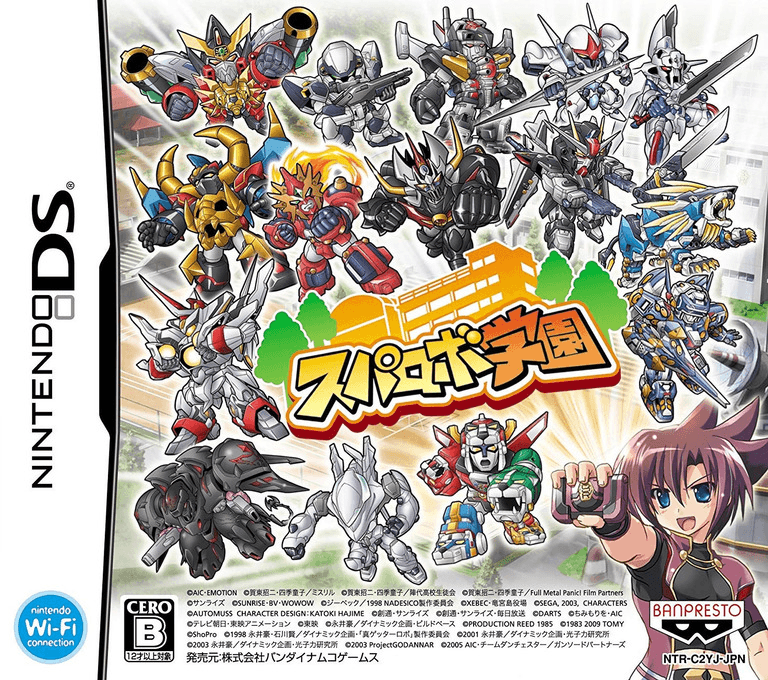 NINTENDO DS®
スパロボ学園
nintendo
Wi-Fi
connection
CERO
B
12才以上対象
©AIC・EMOTION ©賀東招二・四季童子／ミスリル ©賀東招二・四季童子／陣代高校生徒会 ©賀東招二・四季童子／Full Metal Panic! Film Partners
©サンライズ ©SUNRISE・BV・WOWOW ©ジーベック／1998 NADESICO製作委員会 ©XEBEC・竜宮島役場 ©SEGA, 2003, CHARACTERS
©AUTOMUSS CHARACTER DESIGN：KATOKI HAJIME ©創通・サンライズ ©創通・サンライズ・毎日放送 ©DARTS ©ちみもりを・AIC
©テレビ朝日・東映アニメーション ©東映 ©永井豪／ダイナミック企画・ビルドベース ©PRODUCTION REED 1985 ©1983 2009 TOMY
©ShoPro ©1998 永井豪・石川賢／ダイナミック企画・「真ゲッターロボ」製作委員会 ©2001 永井豪／ダイナミック企画・光子力研究所
©2003 永井豪／ダイナミック企画・光子力研究所 ©2003 ProjectGODANNAR ©2005 AIC・チームダンチェスター／ガンソードパートナーズ
発売元：株式会社バンダイナムコゲームス
BANPRESTO
NTR-C2YJ-JPN